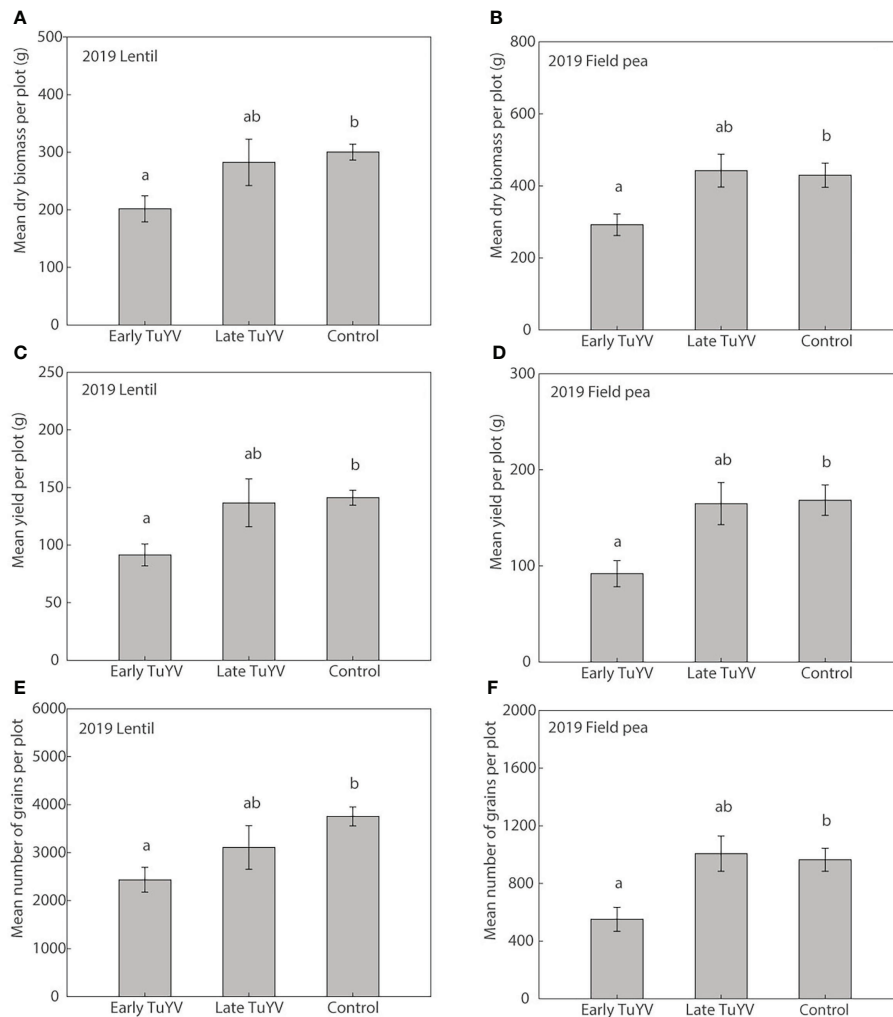 A
Mean dry biomass per plot (g)
2019 Lentil
500
400
300
200
100
0
a
ab
b
Early TuYV Late TuYV Control
B
Mean dry biomass per plot (g)
2019 Field pea
800
600
400
260
0
a
ab
b
Early TuYV Late TuYV Control
C
Mean yield per plot (g)
2019 Lentil
250
200
150
100
50
0
a
ab
b
Early TuYV Late TuYV Control
D
Mean yield per plot (g)
2019 Field pea
300
200
100
0
a
ab
b
Early TuYV Late TuYV Control
E
Mean number of grains per plot
2019 Lentil
6000
5000
4000
3000
2000
1000
0
a
ab
b
Early TuYV Late TuYV Control
F
Mean number of grains per plot
2019 Field pea
2000
1600
1200
800
400
0
a
ab
b
Early TuYV Late TuYV Control